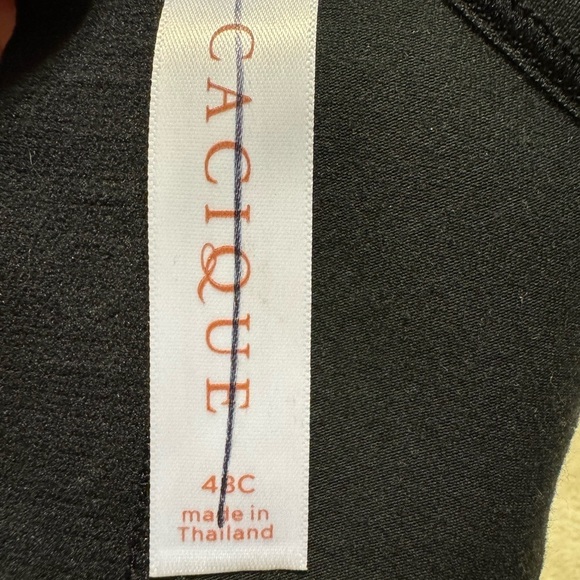 CACIQUE
48C
made in
Thailand